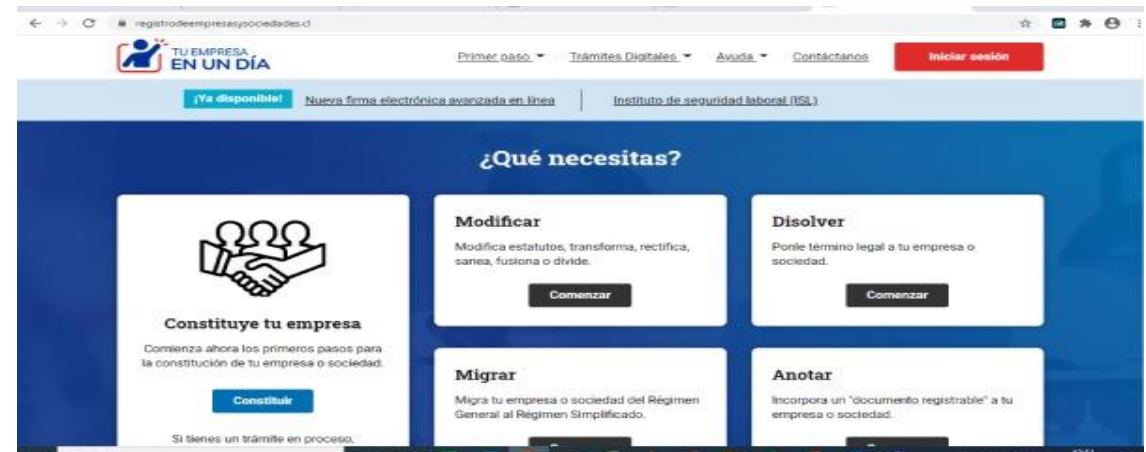 registrodeempresasysociedades.cl
TU EMPRESA
EN UN DÍA
Primer paso
Trámites Digitales
Ayuda
Contáctanos
Iniciar sesión
¡Ya disponible!
Nueva firma electrónica avanzada en línea
Instituto de seguridad laboral (ISL)
¿Qué necesitas?
Constituye tu empresa
Comienza ahora los primeros pasos para
la constitución de tu empresa o sociedad.
Constituir
Si tienes un trámite en proceso,
Modificar
Modifica estatutos, transforma, rectifica,
sanea, fusiona o divide.
Comenzar
Disolver
Ponle término legal a tu empresa o
sociedad.
Comenzar
Migrar
Migra tu empresa o sociedad del Régimen
General al Régimen Simplificado.
Anotar
Incorpora un "documento registrable" a tu
empresa o sociedad.